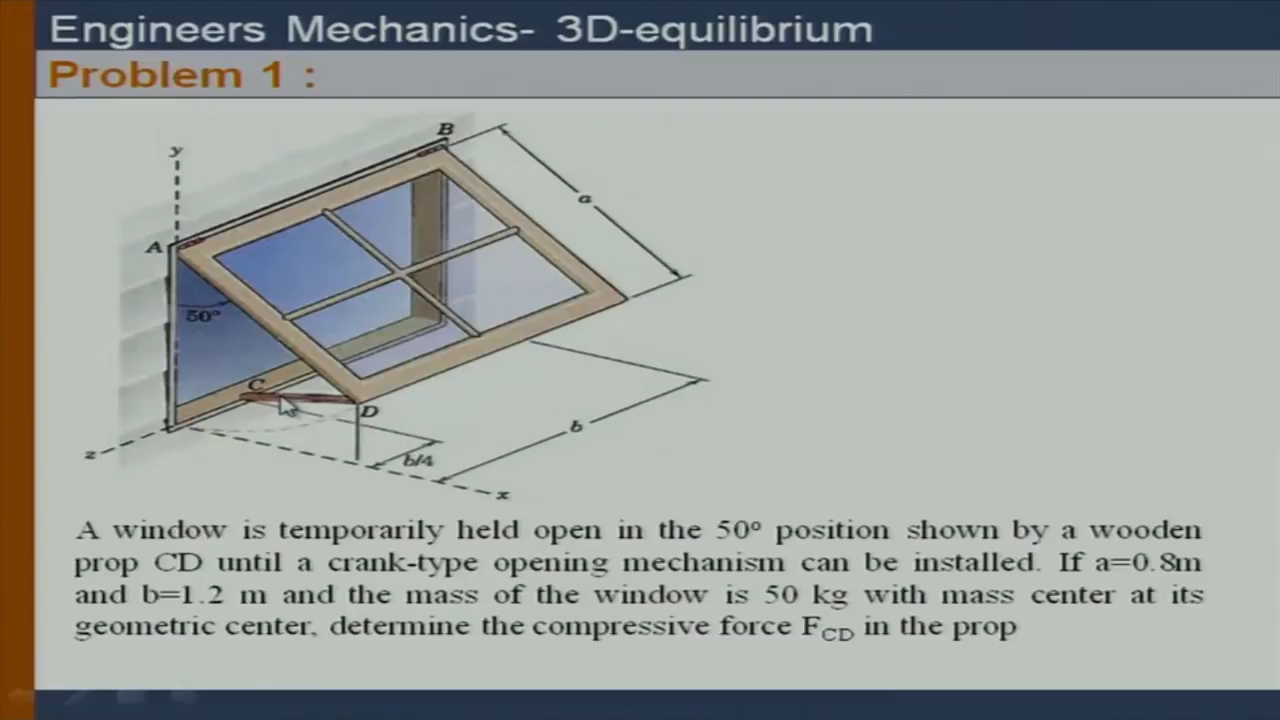 Engineers Mechanics- 3D-equilibrium
Problem 1 :
B
y
a
A
50°
C
D
b
z
b/4
x
A window is temporarily held open in the 50° position shown by a wooden
prop CD until a crank-type opening mechanism can be installed. If a=0.8m
and b=1.2 m and the mass of the window is 50 kg with mass center at its
geometric center, determine the compressive force F_CD in the prop